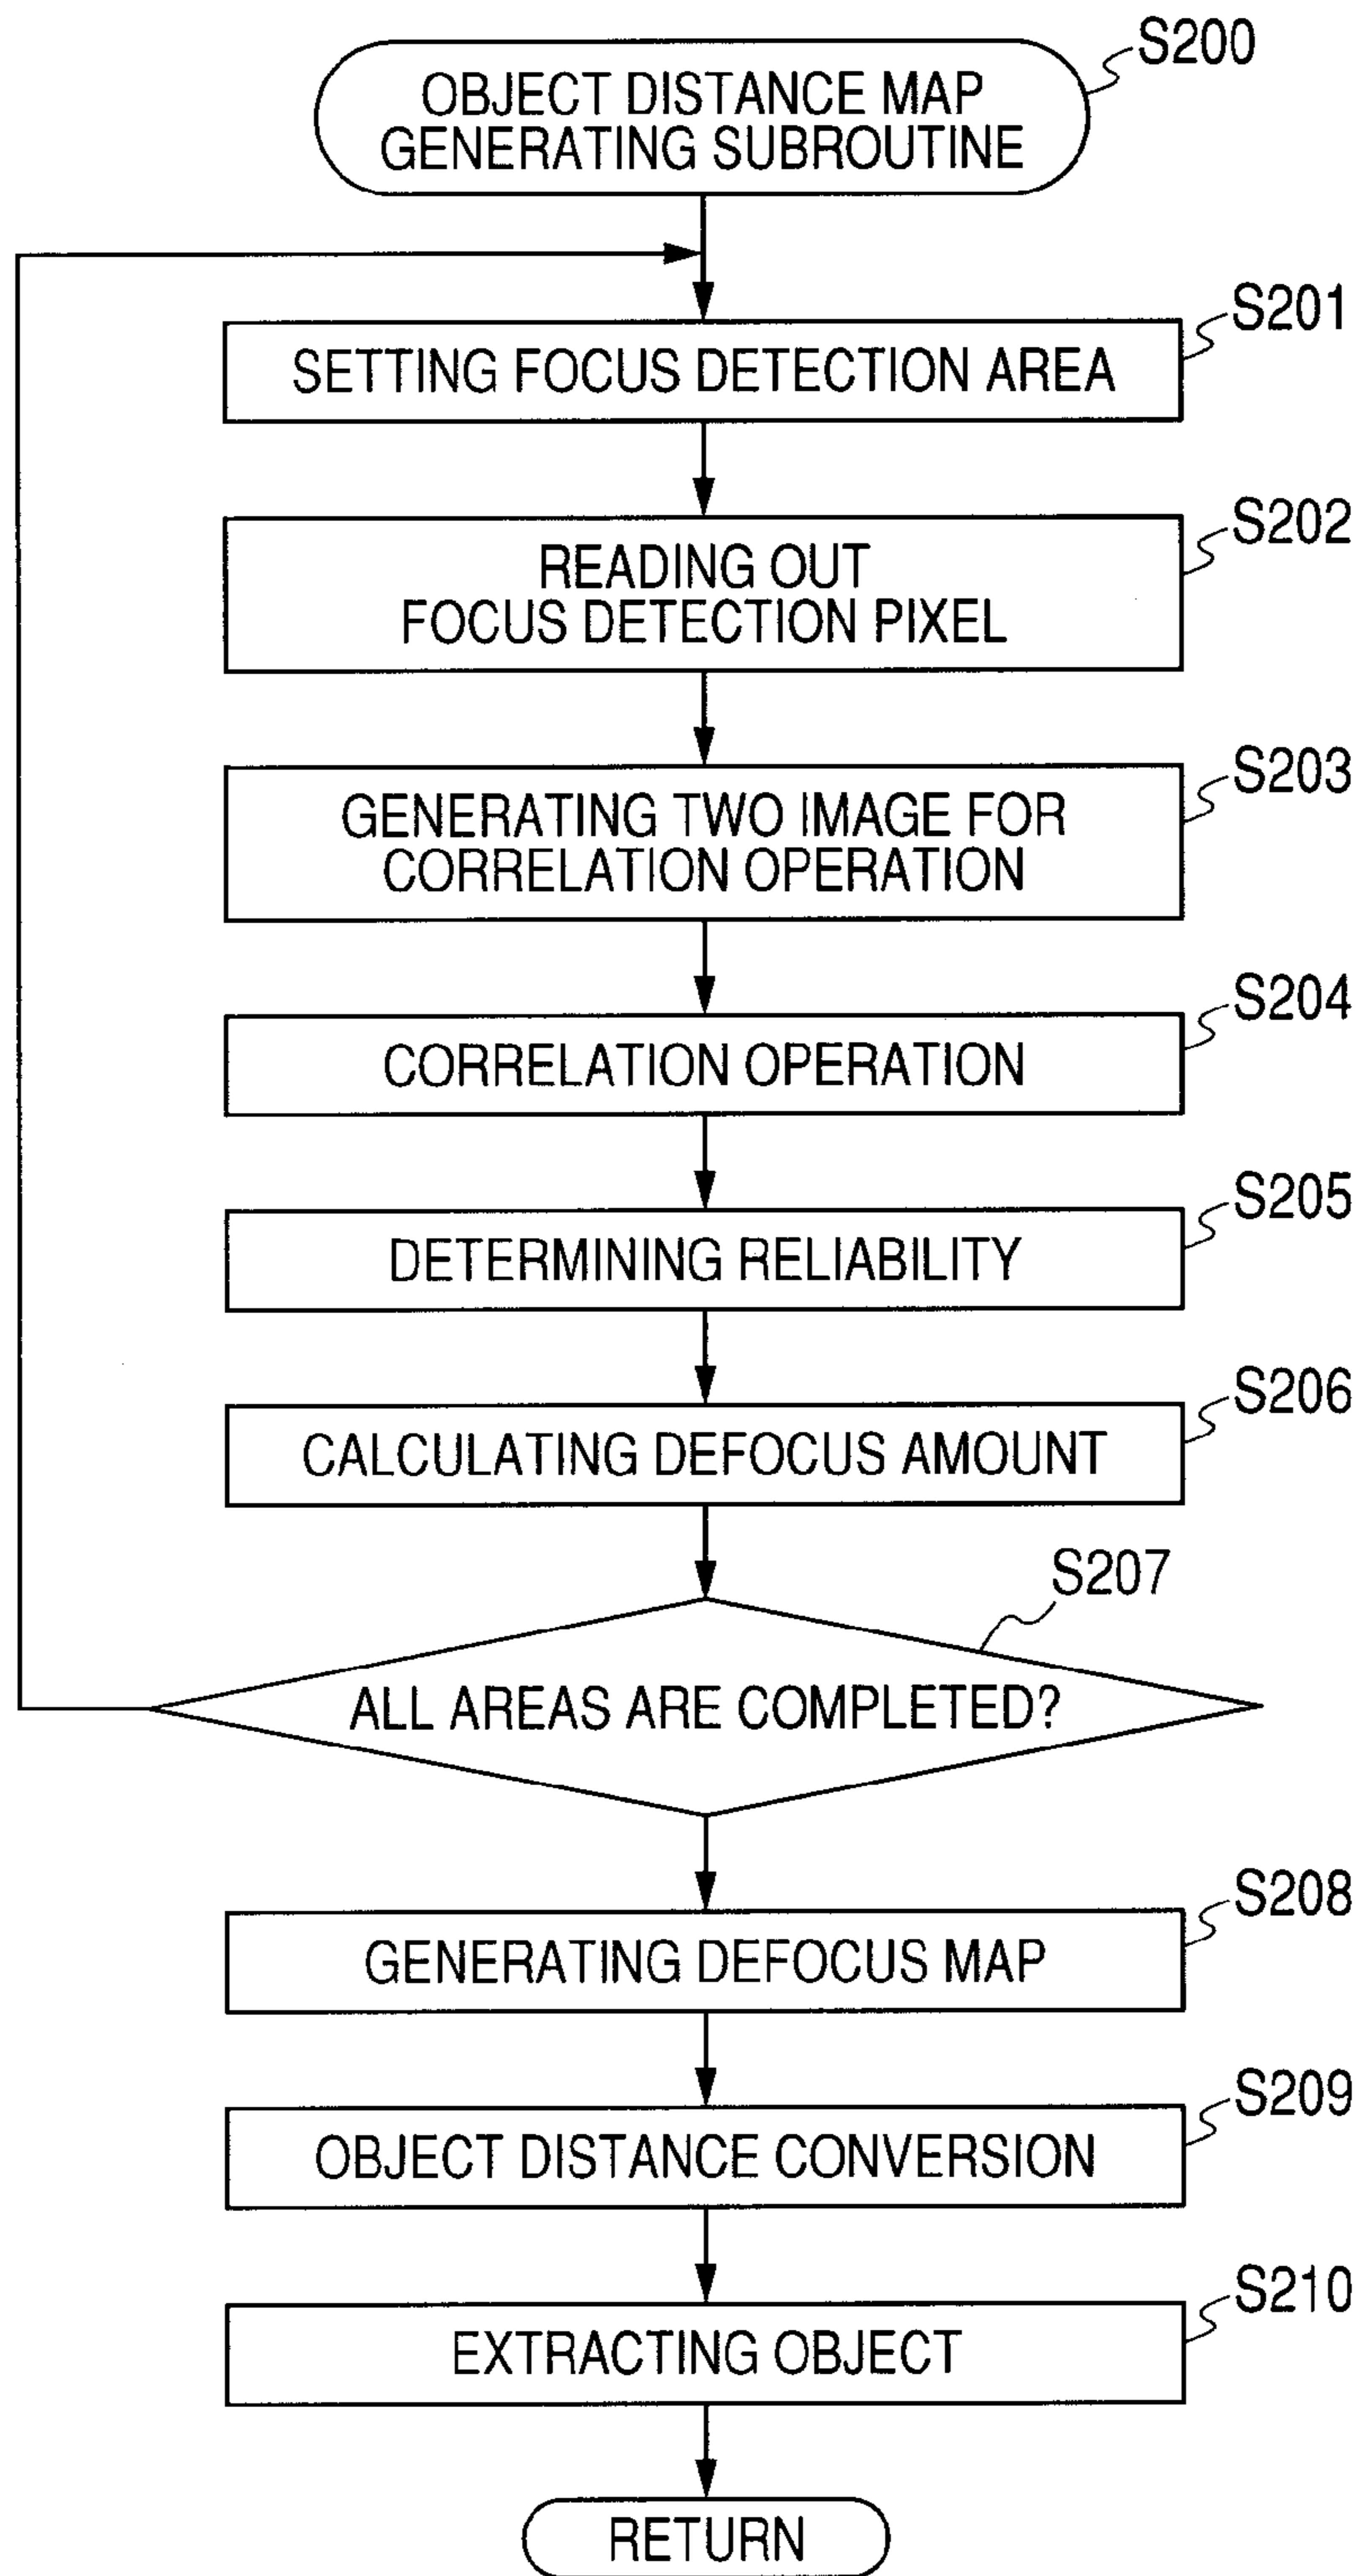 S200
OBJECT DISTANCE MAP
GENERATING SUBROUTINE
S201
SETTING FOCUS DETECTION AREA
S202
READING OUT
FOCUS DETECTION PIXEL
S203
GENERATING TWO IMAGE FOR
CORRELATION OPERATION
S204
CORRELATION OPERATION
S205
DETERMINING RELIABILITY
S206
CALCULATING DEFOCUS AMOUNT
S207
ALL AREAS ARE COMPLETED?
S208
GENERATING DEFOCUS MAP
S209
OBJECT DISTANCE CONVERSION
S210
EXTRACTING OBJECT
RETURN